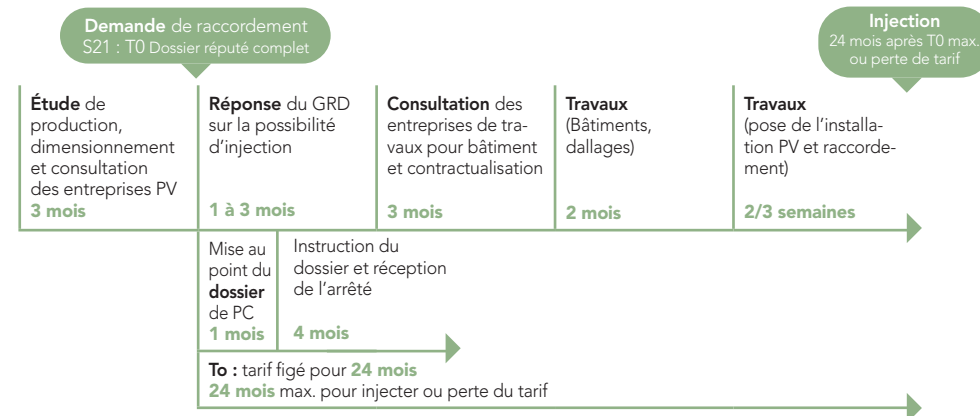 Demande de raccordement
S21 : T0 Dossier réputé complet
Injection
24 mois après T0 max.
ou perte de tarif
Étude de
production,
dimensionnement
et consultation
des entreprises PV
3 mois
Réponse du GRD
sur la possibilité
d'injection
1 à 3 mois
Consultation des
entreprises de tra-
vaux pour bâtiment
et contractualisation
3 mois
Travaux
(Bâtiments,
dallages)
2 mois
Travaux
(pose de l'installa-
tion PV et raccorde-
ment)
2/3 semaines
Mise au
point du
dossier
de PC
1 mois
Instruction du
dossier et réception
de l'arrêté
4 mois
To : tarif figé pour 24 mois
24 mois max. pour injecter ou perte du tarif